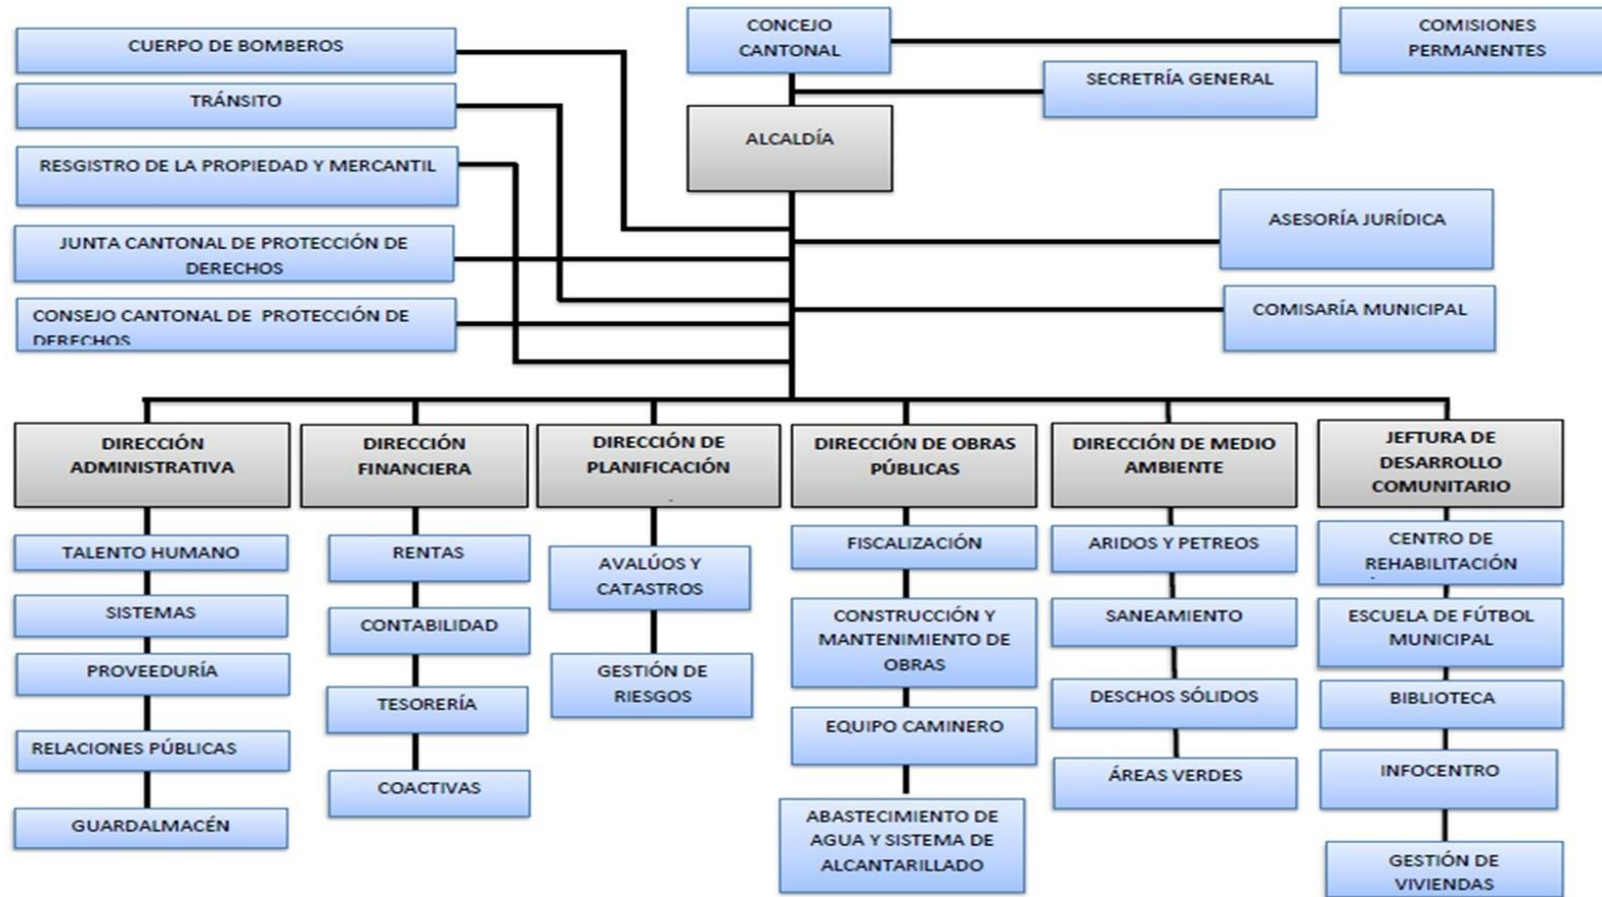 CONCEJO
CANTONAL
COMISIONES
PERMANENTES
SECRETRÍA GENERAL
ALCALDÍA
CUERPO DE BOMBEROS
TRÁNSITO
RESGISTRO DE LA PROPIEDAD Y MERCANTIL
JUNTA CANTONAL DE PROTECCIÓN DE
DERECHOS
CONSEJO CANTONAL DE PROTECCIÓN DE
DERECHOS
ASESORÍA JURÍDICA
COMISARÍA MUNICIPAL
DIRECCIÓN
ADMINISTRATIVA
TALENTO HUMANO
SISTEMAS
PROVEEDURÍA
RELACIONES PÚBLICAS
GUARDALMACÉN
DIRECCIÓN
FINANCIERA
RENTAS
CONTABILIDAD
TESORERÍA
COACTIVAS
DIRECCIÓN DE
PLANIFICACIÓN
AVALÚOS Y
CATASTROS
GESTIÓN DE
RIESGOS
DIRECCIÓN DE OBRAS
PÚBLICAS
FISCALIZACIÓN
CONSTRUCCIÓN Y
MANTENIMIENTO DE
OBRAS
EQUIPO CAMINERO
ABASTECIMIENTO DE
AGUA Y SISTEMA DE
ALCANTARILLADO
DIRECCIÓN DE MEDIO
AMBIENTE
ARIDOS Y PETREOS
SANEAMIENTO
DESCHOS SÓLIDOS
ÁREAS VERDES
JEFTURA DE
DESARROLLO
COMUNITARIO
CENTRO DE
REHABILITACIÓN
ESCUELA DE FÚTBOL
MUNICIPAL
BIBLIOTECA
INFOCENTRO
GESTIÓN DE
VIVIENDAS